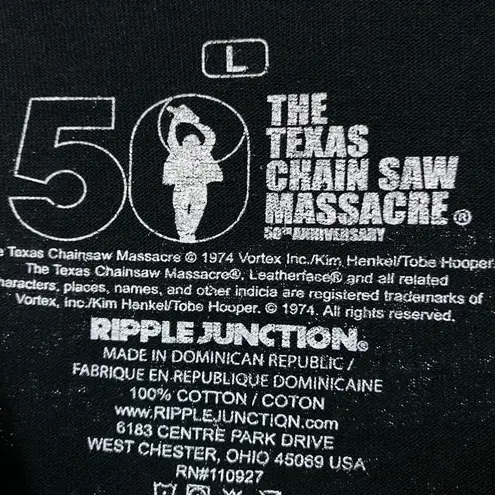 L
50
THE
TEXAS
CHAIN SAW
MASSACRE®
50TH ANNIVERSARY
Texas Chainsaw Massacre © 1974 Vortex Inc./Kim Henkel/Tobe Hooper.
The Texas Chainsaw Massacre®, Leatherface® and all related
characters, places, names, and other indicia are registered trademarks of
Vortex, Inc./Kim Henkel/Tobe Hooper. © 1974. All rights reserved.
RIPPLE JUNCTION®
MADE IN DOMINICAN REPUBLIC /
FABRIQUE EN REPUBLIQUE DOMINICAINE
100% COTTON / COTON
www.RIPPLEJUNCTION.com
6183 CENTRE PARK DRIVE
WEST CHESTER, OHIO 45069 USA
RN#110927